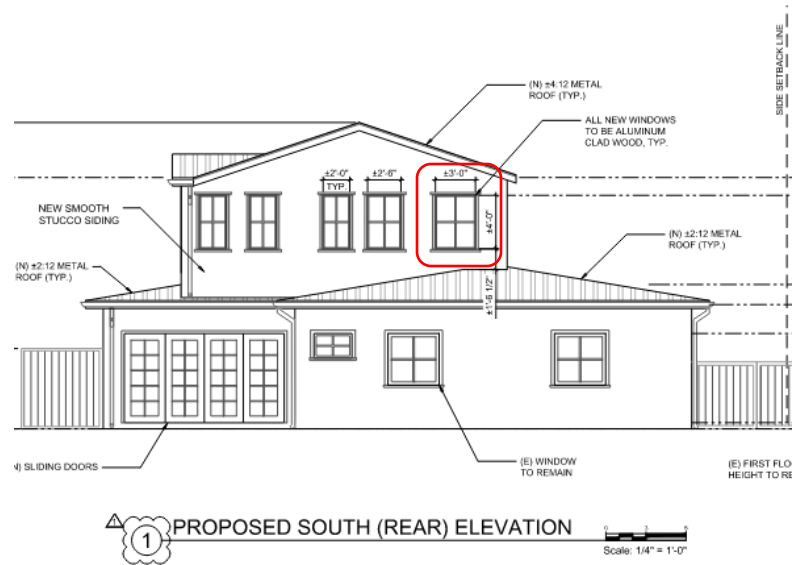 SIDE SETBACK LINE
(N) ±4:12 METAL
ROOF (TYP.)
ALL NEW WINDOWS
TO BE ALUMINUM
CLAD WOOD, TYP.
±2'-0"
TYP.
±2'-6"
±3'-0"
±4'-0"
NEW SMOOTH
STUCCO SIDING
(N) ±2:12 METAL
ROOF (TYP.)
(N) ±2:12 METAL
ROOF (TYP.)
±1'-6 1/2"
) SLIDING DOORS
(E) WINDOW
TO REMAIN
(E) FIRST FLO
HEIGHT TO RE
1
PROPOSED SOUTH (REAR) ELEVATION
Scale: 1/4" = 1'-0"